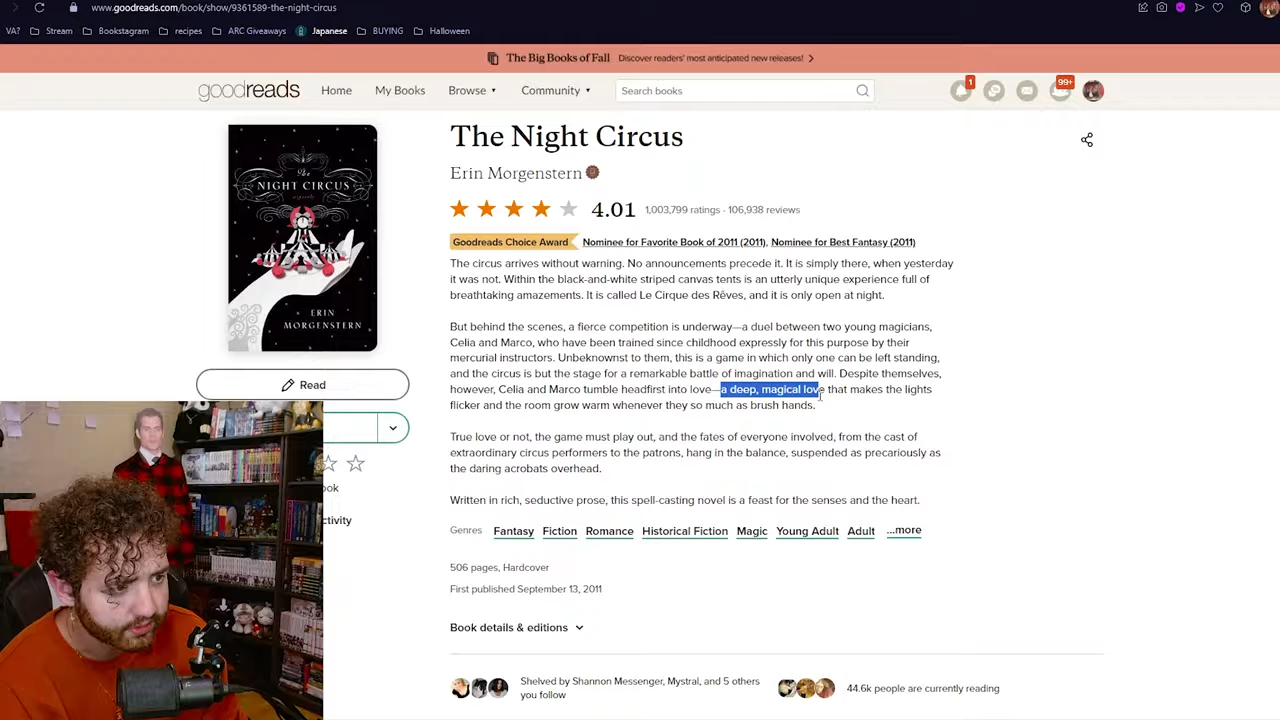 www.goodreads.com/book/show/9361589-the-night-circus
VA? Stream Bookstagram recipes ARC Giveaways Japanese BUYING Halloween
The Big Books of Fall Discover readers' most anticipated new releases!
goodreads Home My Books Browse Community Search books 1 99+
The Night Circus
Erin Morgenstern
4.01 1,003,799 ratings · 106,938 reviews
Goodreads Choice Award Nominee for Favorite Book of 2011 (2011), Nominee for Best Fantasy (2011)
The circus arrives without warning. No announcements precede it. It is simply there, when yesterday
it was not. Within the black-and-white striped canvas tents is an utterly unique experience full of
breathtaking amazements. It is called Le Cirque des Rêves, and it is only open at night.
But behind the scenes, a fierce competition is underway—a duel between two young magicians,
Celia and Marco, who have been trained since childhood expressly for this purpose by their
mercurial instructors. Unbeknownst to them, this is a game in which only one can be left standing,
and the circus is but the stage for a remarkable battle of imagination and will. Despite themselves,
however, Celia and Marco tumble headfirst into love—a deep, magical love that makes the lights
flicker and the room grow warm whenever they so much as brush hands.
True love or not, the game must play out, and the fates of everyone involved, from the cast of
extraordinary circus performers to the patrons, hang in the balance, suspended as precariously as
the daring acrobats overhead.
Written in rich, seductive prose, this spell-casting novel is a feast for the senses and the heart.
Genres Fantasy Fiction Romance Historical Fiction Magic Young Adult Adult ...more
506 pages, Hardcover
First published September 13, 2011
Book details & editions
Shelved by Shannon Messenger, Mystral, and 5 others
you follow
44.6k people are currently reading
The
NIGHT CIRCUS
ERIN
MORGENSTERN
Read
ook
ctivity